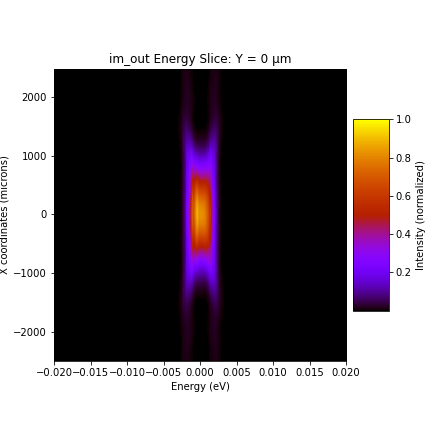 im_out Energy Slice: Y = 0 µm
X coordinates (microns)
2000
1000
0
−1000
−2000
−0.020 −0.015 −0.010 −0.005 0.000 0.005 0.010 0.015 0.020
Energy (eV)
1.0
0.8
0.6
0.4
0.2
Intensity (normalized)